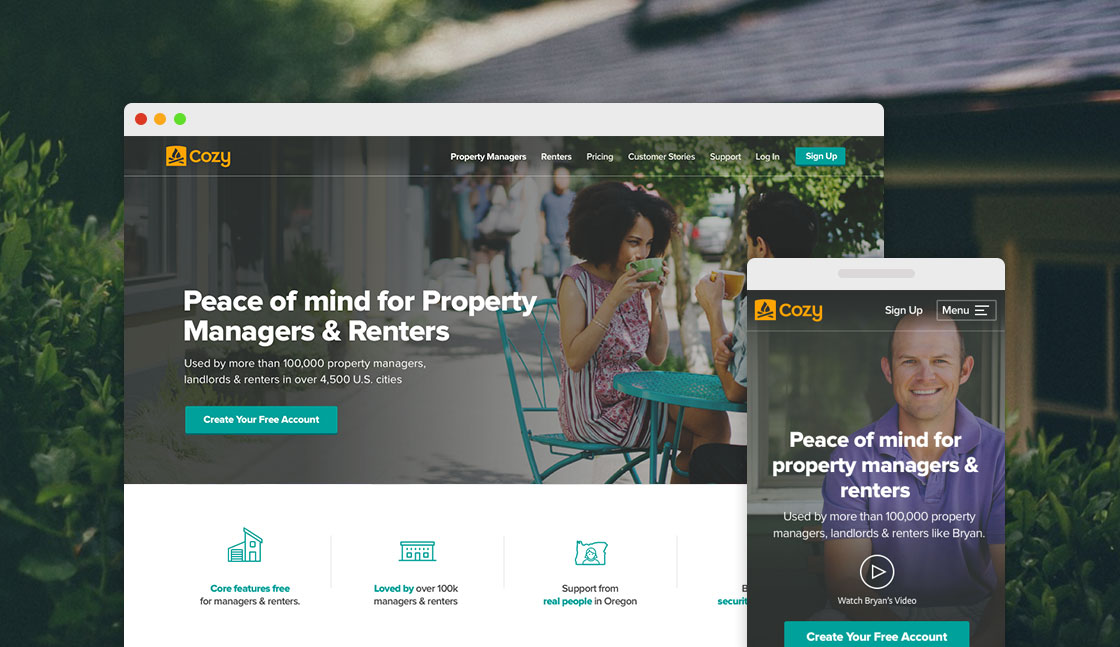 Cozy
Property Managers Renters Pricing Customer Stories Support Log In Sign Up
Peace of mind for Property
Managers & Renters
Used by more than 100,000 property managers,
landlords & renters in over 4,500 U.S. cities
Create Your Free Account
Core features free
for managers & renters.
Loved by over 100k
managers & renters
Support from
real people in Oregon
Cozy
Sign Up Menu
Peace of mind for
property managers &
renters
Used by more than 100,000 property
managers, landlords & renters like Bryan.
Watch Bryan's Video
Create Your Free Account